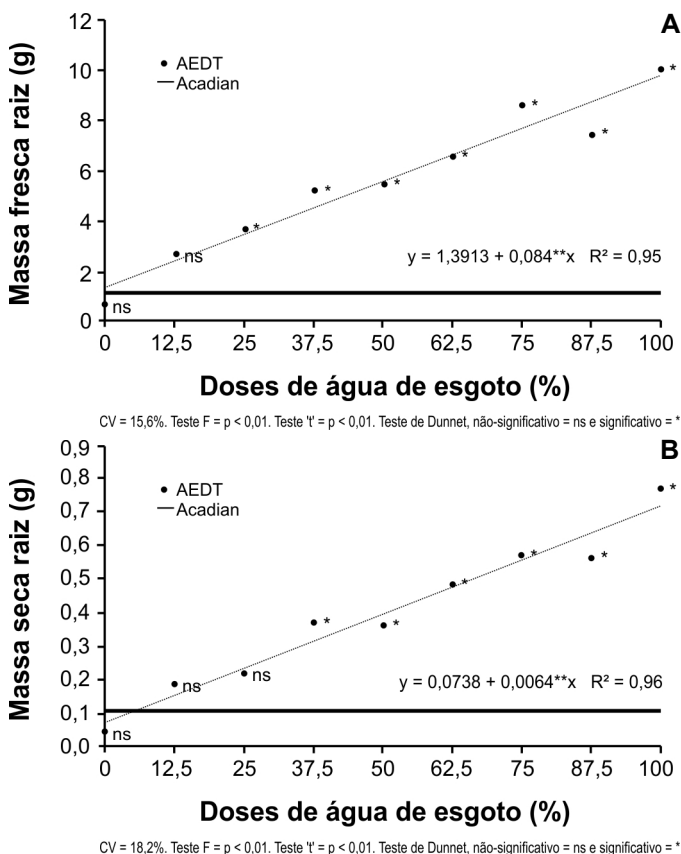 A
Massa fresca raiz (g)
12
10
8
6
4
2
0
AEDT
Acadian
ns
ns
*
*
*
*
*
*
*
y = 1,3913 + 0,084**x R² = 0,95
0 12,5 25 37,5 50 62,5 75 87,5 100
Doses de água de esgoto (%)
CV = 15,6%. Teste F = p < 0,01. Teste 't' = p < 0,01. Teste de Dunnet, não-significativo = ns e significativo = *
B
Massa seca raiz (g)
0,9
0,8
0,7
0,6
0,5
0,4
0,3
0,2
0,1
0,0
AEDT
Acadian
ns
ns
ns
*
*
*
*
*
*
y = 0,0738 + 0,0064**x R² = 0,96
0 12,5 25 37,5 50 62,5 75 87,5 100
Doses de água de esgoto (%)
CV = 18,2%. Teste F = p < 0,01. Teste 't' = p < 0,01. Teste de Dunnet, não-significativo = ns e significativo = *